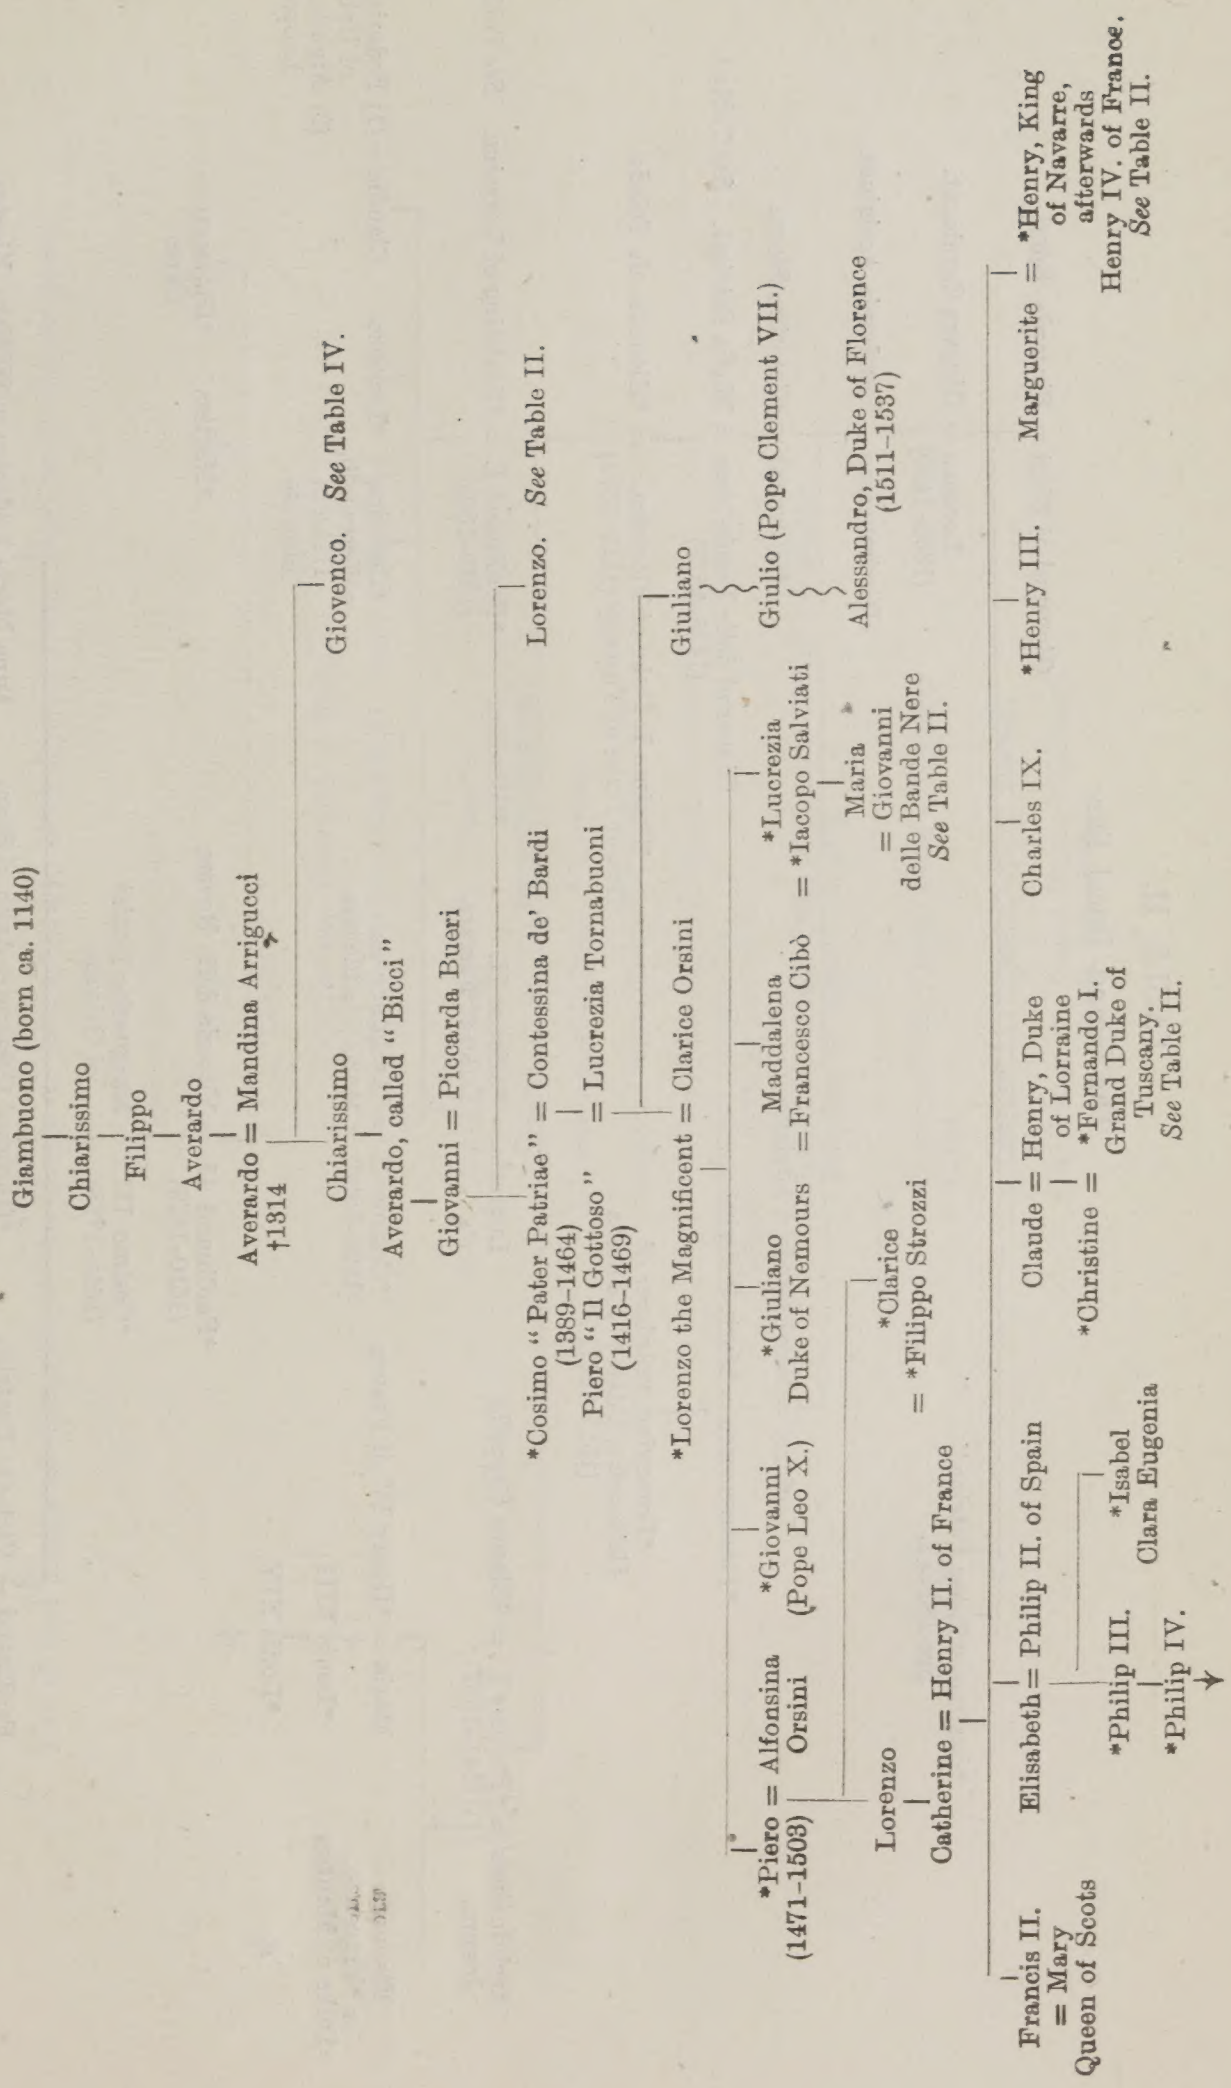 Giambuono (born ca. 1140)
Chiarissimo
Filippo
Averardo
Averardo = Mandina Arrigucci
†1314
Chiarissimo
Giovenco. See Table IV.
Averardo, called “Bicci”
Giovanni = Piccarda Bueri
*Cosimo “Pater Patriae” = Contessina de' Bardi
(1389–1464)
Lorenzo. See Table II.
Piero “Il Gottoso” = Lucrezia Tornabuoni
(1416–1469)
*Lorenzo the Magnificent = Clarice Orsini
Giuliano
*Piero = Alfonsina
(1471–1503) Orsini
*Giovanni
(Pope Leo X.)
*Giuliano
Duke of Nemours
Maddalena
=Francesco Cibò
*Lucrezia
= *Iacopo Salviati
Giulio (Pope Clement VII.)
Lorenzo
*Clarice
= *Filippo Strozzi
Maria
= Giovanni
delle Bande Nere
See Table II.
Alessandro, Duke of Florence
(1511–1537)
Catherine = Henry II. of France
Francis II.
= Mary
Queen of Scots
Elisabeth = Philip II. of Spain
Claude = Henry, Duke
of Lorraine
Charles IX.
*Henry III.
Marguerite = *Henry, King
of Navarre,
afterwards
Henry IV. of France.
See Table II.
*Philip III.
*Isabel
Clara Eugenia
*Christine = *Fernando I.
Grand Duke of
Tuscany.
See Table II.
*Philip IV.